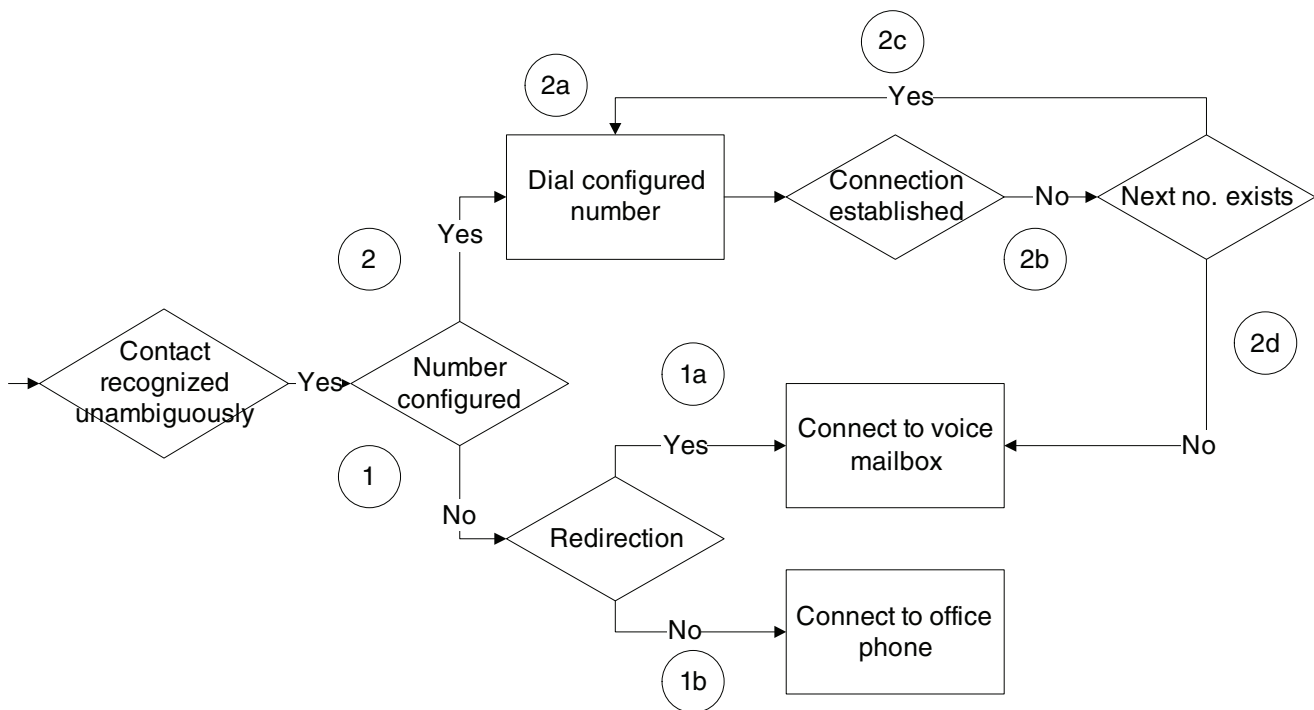 2c
2a
Yes
Dial configured
number
Connection
established
No
Next no. exists
Yes
2
2b
2d
Contact
recognized
unambiguously
Yes
Number
configured
1a
Yes
Connect to voice
mailbox
No
1
No
Redirection
No
Connect to office
phone
1b